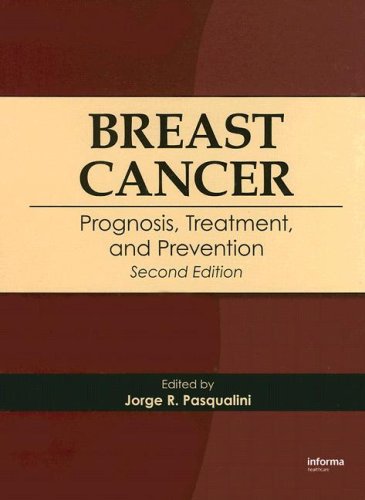 BREAST
CANCER
Prognosis, Treatment,
and Prevention
Second Edition
Edited by
Jorge R. Pasqualini
informa
healthcare